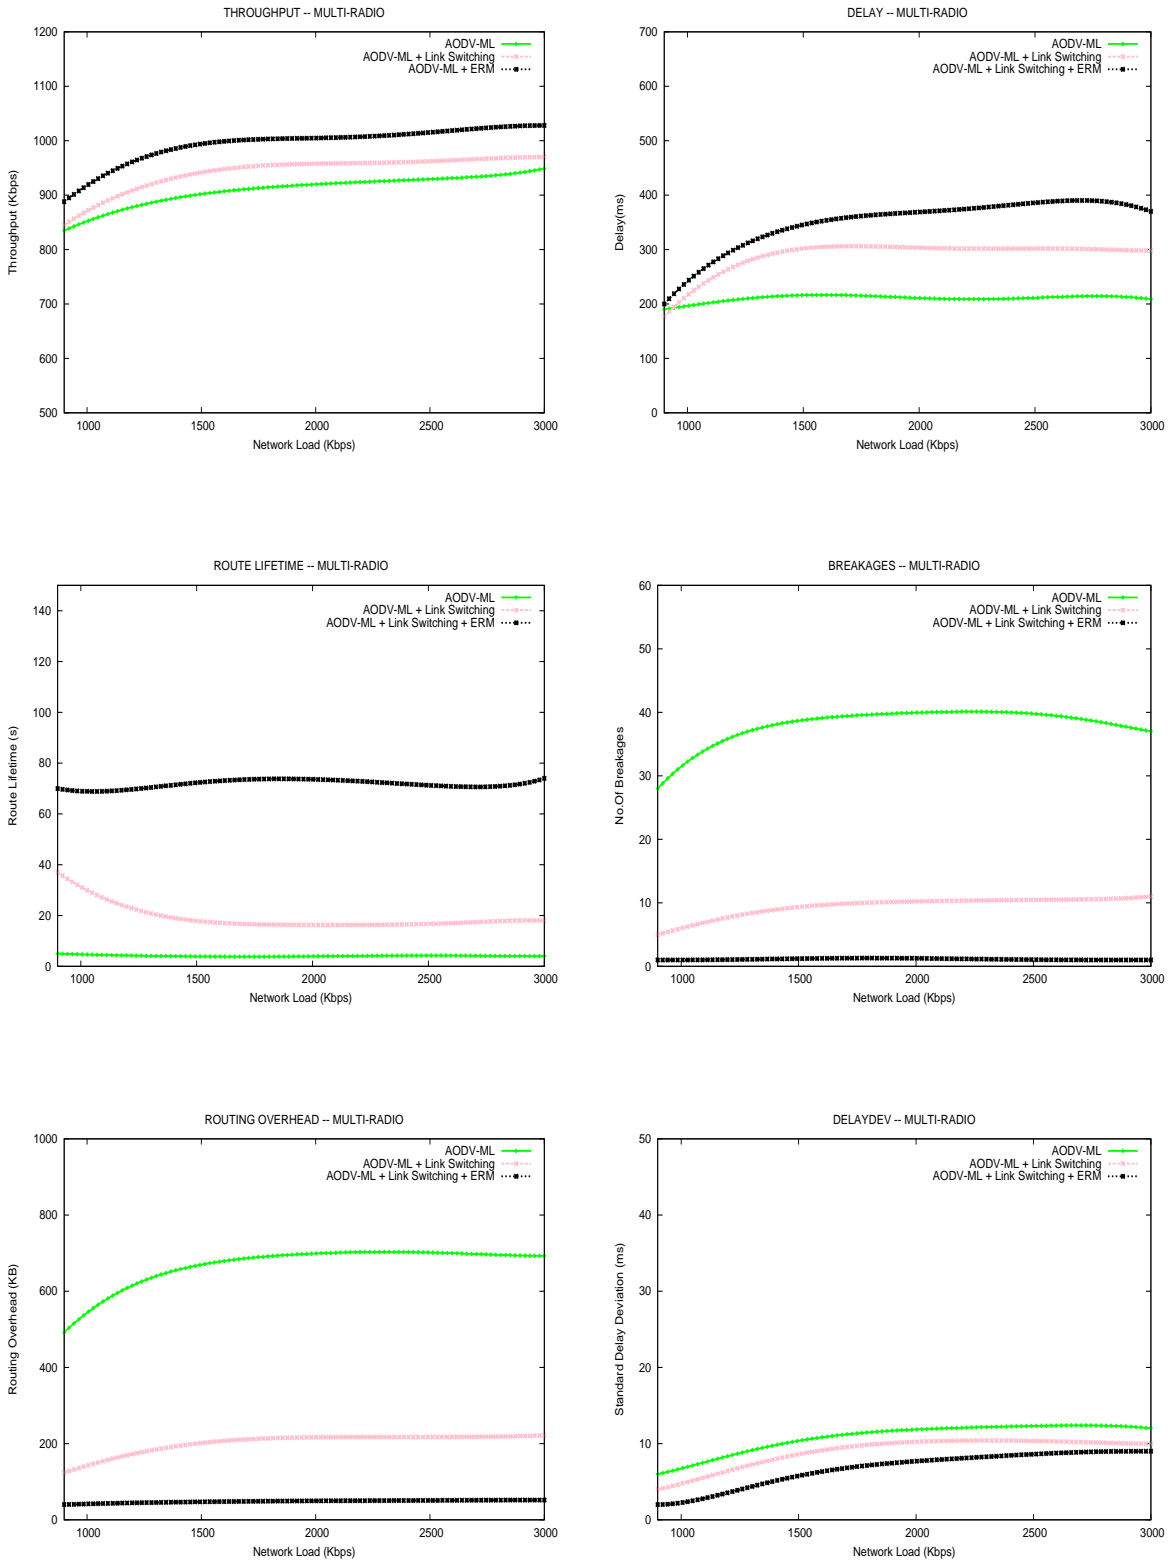 THROUGHPUT -- MULTI-RADIO
1200
1100
1000
900
800
700
600
500
Throughput (Kbps)
AODV-ML
AODV-ML + Link Switching
AODV-ML + ERM
1000
1500
2000
2500
3000
Network Load (Kbps)
DELAY -- MULTI-RADIO
700
600
500
400
300
200
100
0
Delay(ms)
AODV-ML
AODV-ML + Link Switching
AODV-ML + Link Switching + ERM
1000
1500
2000
2500
3000
Network Load (Kbps)
ROUTE LIFETIME -- MULTI-RADIO
140
120
100
80
60
40
20
0
Route Lifetime (s)
AODV-ML
AODV-ML + Link Switching
AODV-ML + Link Switching + ERM
1000
1500
2000
2500
3000
Network Load (Kbps)
BREAKAGES -- MULTI-RADIO
60
50
40
30
20
10
0
No.Of Breakages
AODV-ML
AODV-ML + Link Switching
AODV-ML + Link Switching + ERM
1000
1500
2000
2500
3000
Network Load (Kbps)
ROUTING OVERHEAD -- MULTI-RADIO
1000
800
600
400
200
0
Routing Overhead (KB)
AODV-ML
AODV-ML + Link Switching
AODV-ML + Link Switching + ERM
1000
1500
2000
2500
3000
Network Load (Kbps)
DELAYDEV -- MULTI-RADIO
50
40
30
20
10
0
Standard Delay Deviation (ms)
AODV-ML
AODV-ML + Link Switching
AODV-ML + Link Switching + ERM
1000
1500
2000
2500
3000
Network Load (Kbps)